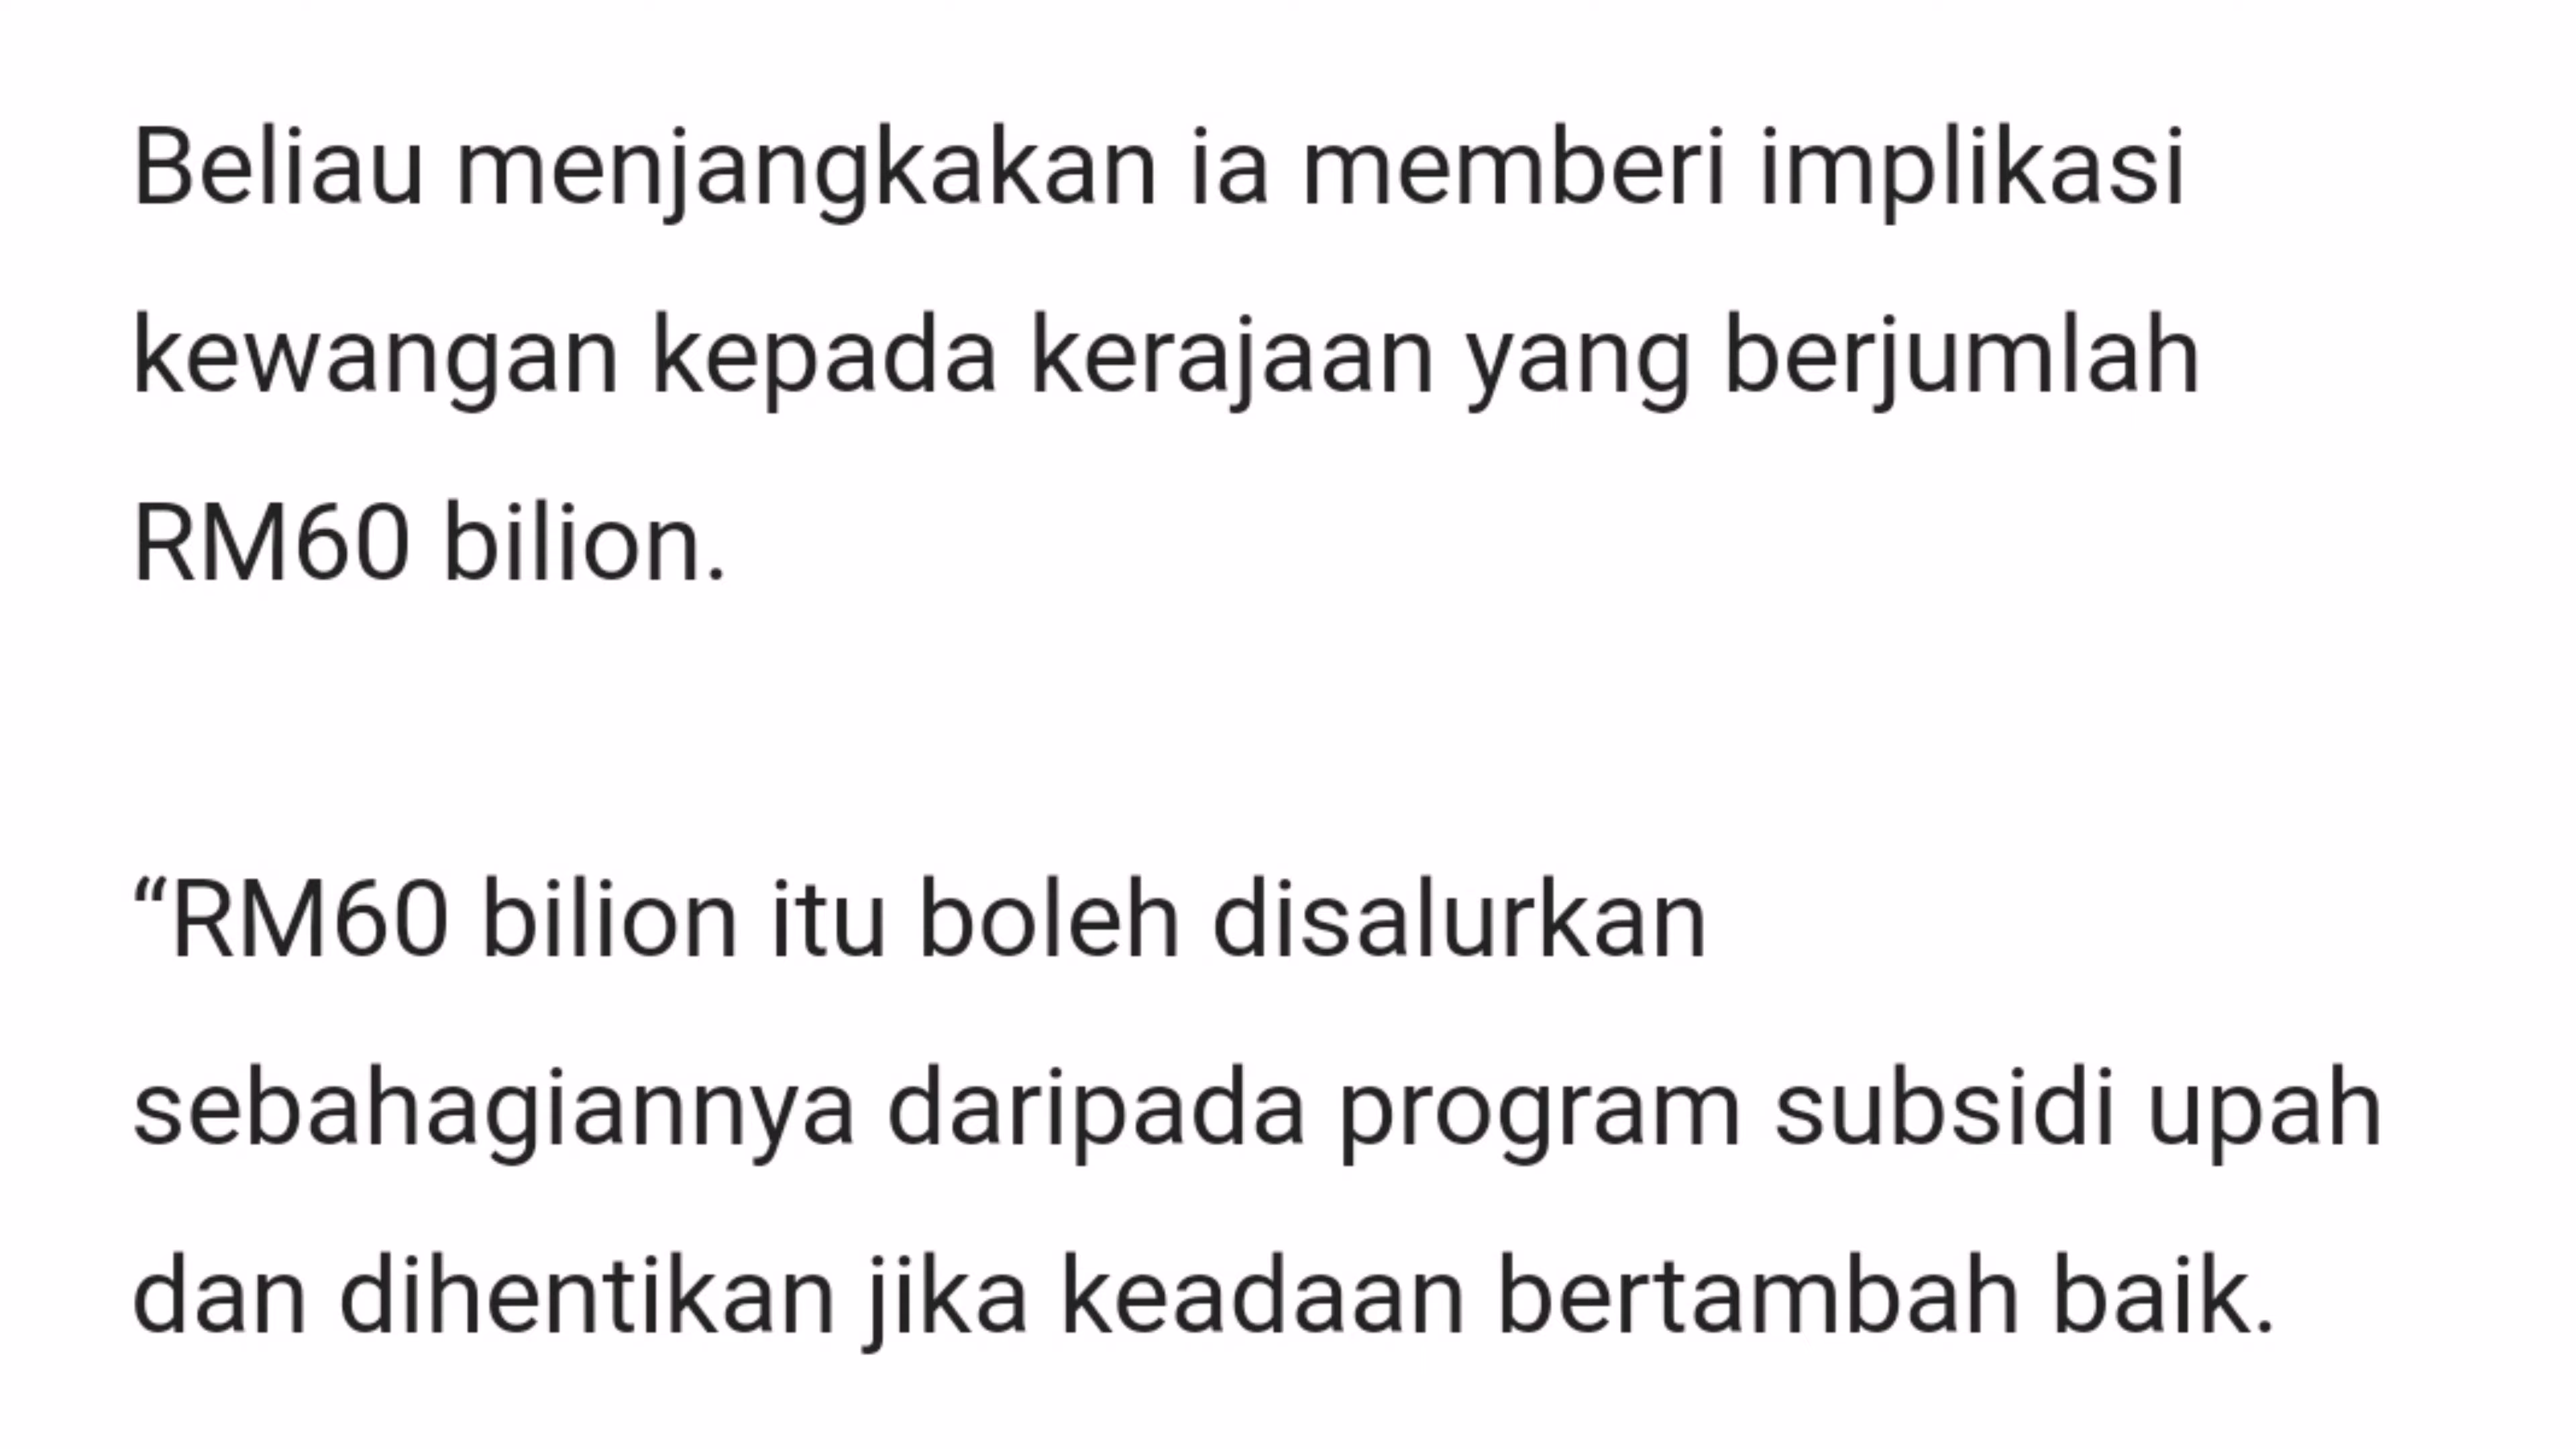 Beliau menjangkakan ia memberi implikasi
kewangan kepada kerajaan yang berjumlah
RM60 bilion.
“RM60 bilion itu boleh disalurkan
sebahagiannya daripada program subsidi upah
dan dihentikan jika keadaan bertambah baik.